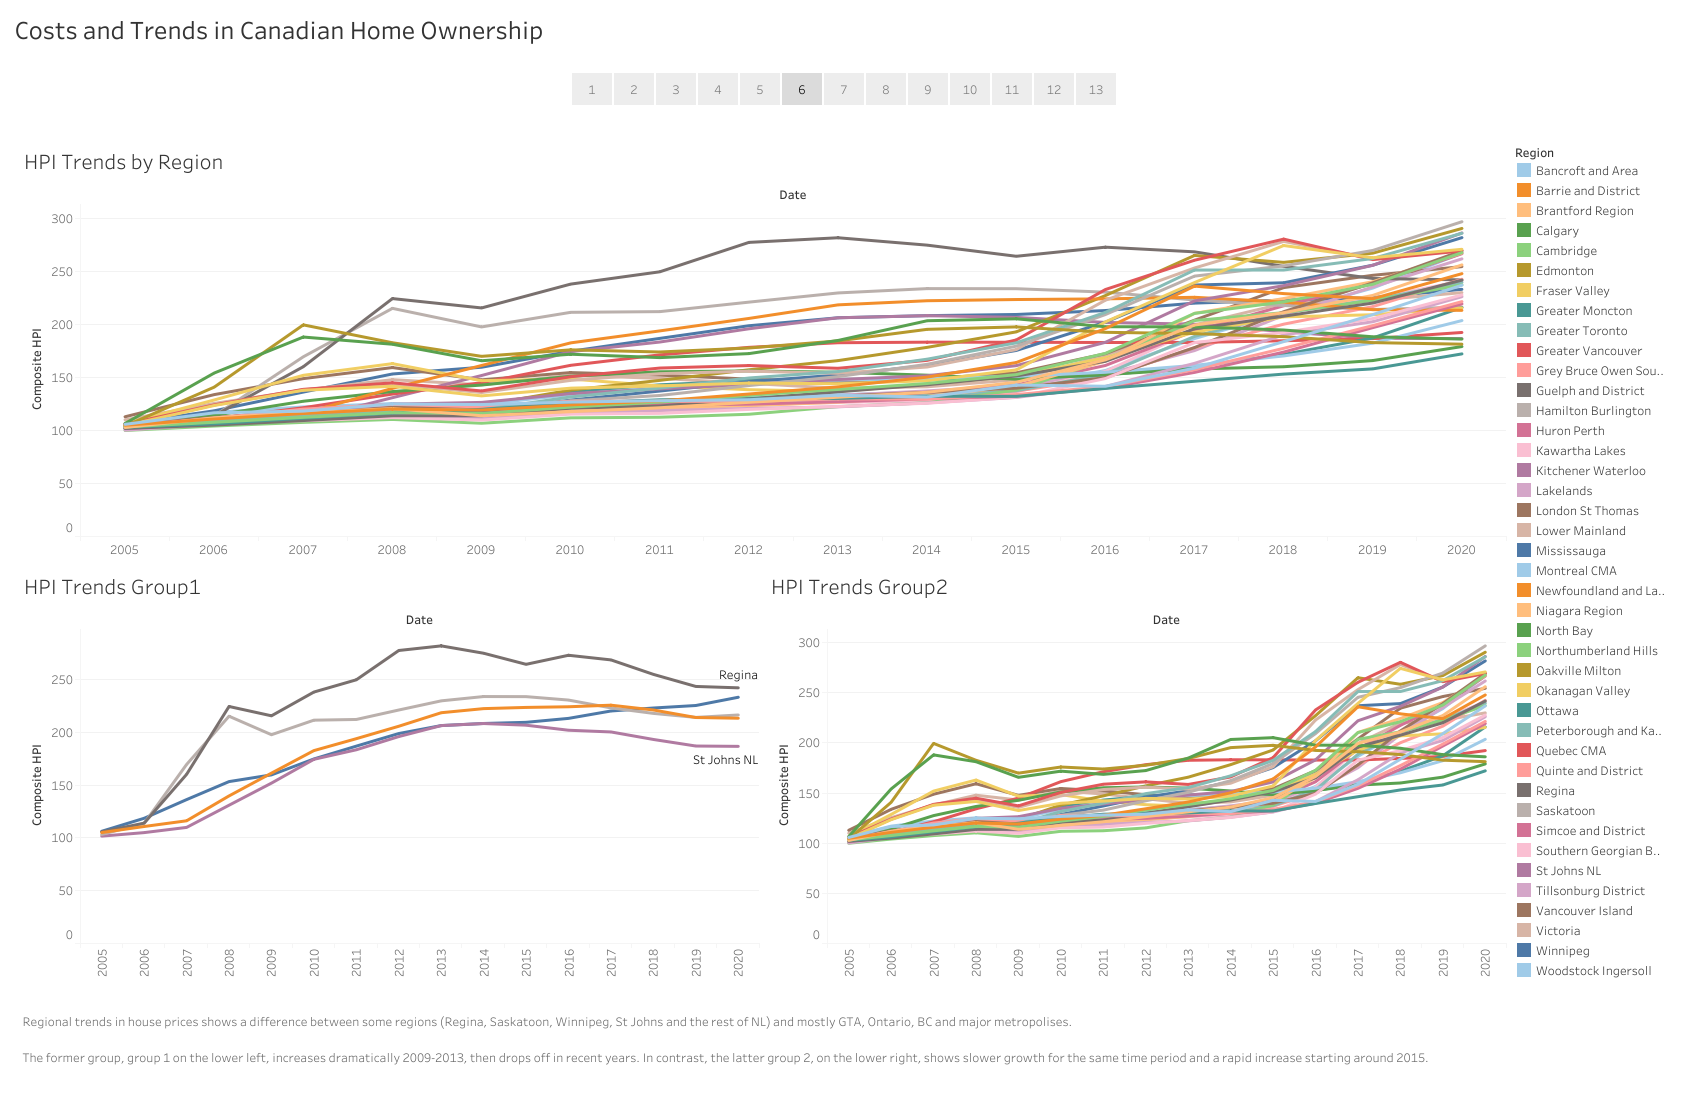 Costs and Trends in Canadian Home Ownership
1 2 3 4 5 6 7 8 9 10 11 12 13
HPI Trends by Region
Date
Composite HPI
300
250
200
150
100
50
0
2005 2006 2007 2008 2009 2010 2011 2012 2013 2014 2015 2016 2017 2018 2019 2020
Region
Bancroft and Area
Barrie and District
Brantford Region
Calgary
Cambridge
Edmonton
Fraser Valley
Greater Moncton
Greater Toronto
Greater Vancouver
Grey Bruce Owen Sou..
Guelph and District
Hamilton Burlington
Huron Perth
Kawartha Lakes
Kitchener Waterloo
Lakelands
London St Thomas
Lower Mainland
Mississauga
Montreal CMA
Newfoundland and La..
Niagara Region
North Bay
Northumberland Hills
Oakville Milton
Okanagan Valley
Ottawa
Peterborough and Ka..
Quebec CMA
Quinte and District
Regina
Saskatoon
Simcoe and District
Southern Georgian B..
St Johns NL
Tillsonburg District
Vancouver Island
Victoria
Winnipeg
Woodstock Ingersoll
HPI Trends Group1
Date
Composite HPI
250
200
150
100
50
0
Regina
St Johns NL
2005 2006 2007 2008 2009 2010 2011 2012 2013 2014 2015 2016 2017 2018 2019 2020
HPI Trends Group2
Date
Composite HPI
300
250
200
150
100
50
0
2005 2006 2007 2008 2009 2010 2011 2012 2013 2014 2015 2016 2017 2018 2019 2020
Regional trends in house prices shows a difference between some regions (Regina, Saskatoon, Winnipeg, St Johns and the rest of NL) and mostly GTA, Ontario, BC and major metropolises.
The former group, group 1 on the lower left, increases dramatically 2009-2013, then drops off in recent years. In contrast, the latter group 2, on the lower right, shows slower growth for the same time period and a rapid increase starting around 2015.